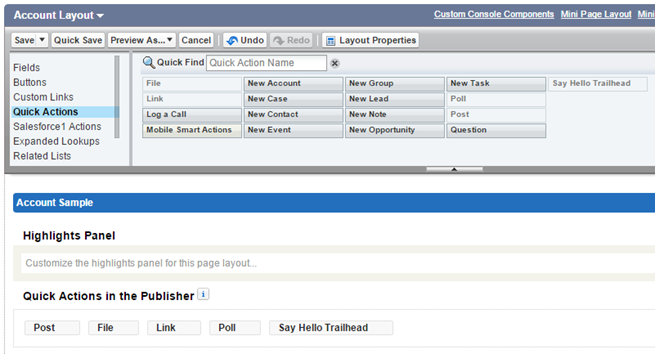 Account Layout Custom Console Components Mini Page Layout Mini
Save Quick Save Preview As... Cancel Undo Redo Layout Properties
Quick Find Quick Action Name
Fields
Buttons
Custom Links
Quick Actions
Salesforce1 Actions
Expanded Lookups
Related Lists
File New Account New Group New Task Say Hello Trailhead
Link New Case New Lead Poll
Log a Call New Contact New Note Post
Mobile Smart Actions New Event New Opportunity Question
Account Sample
Highlights Panel
Customize the highlights panel for this page layout...
Quick Actions in the Publisher i
Post File Link Poll Say Hello Trailhead